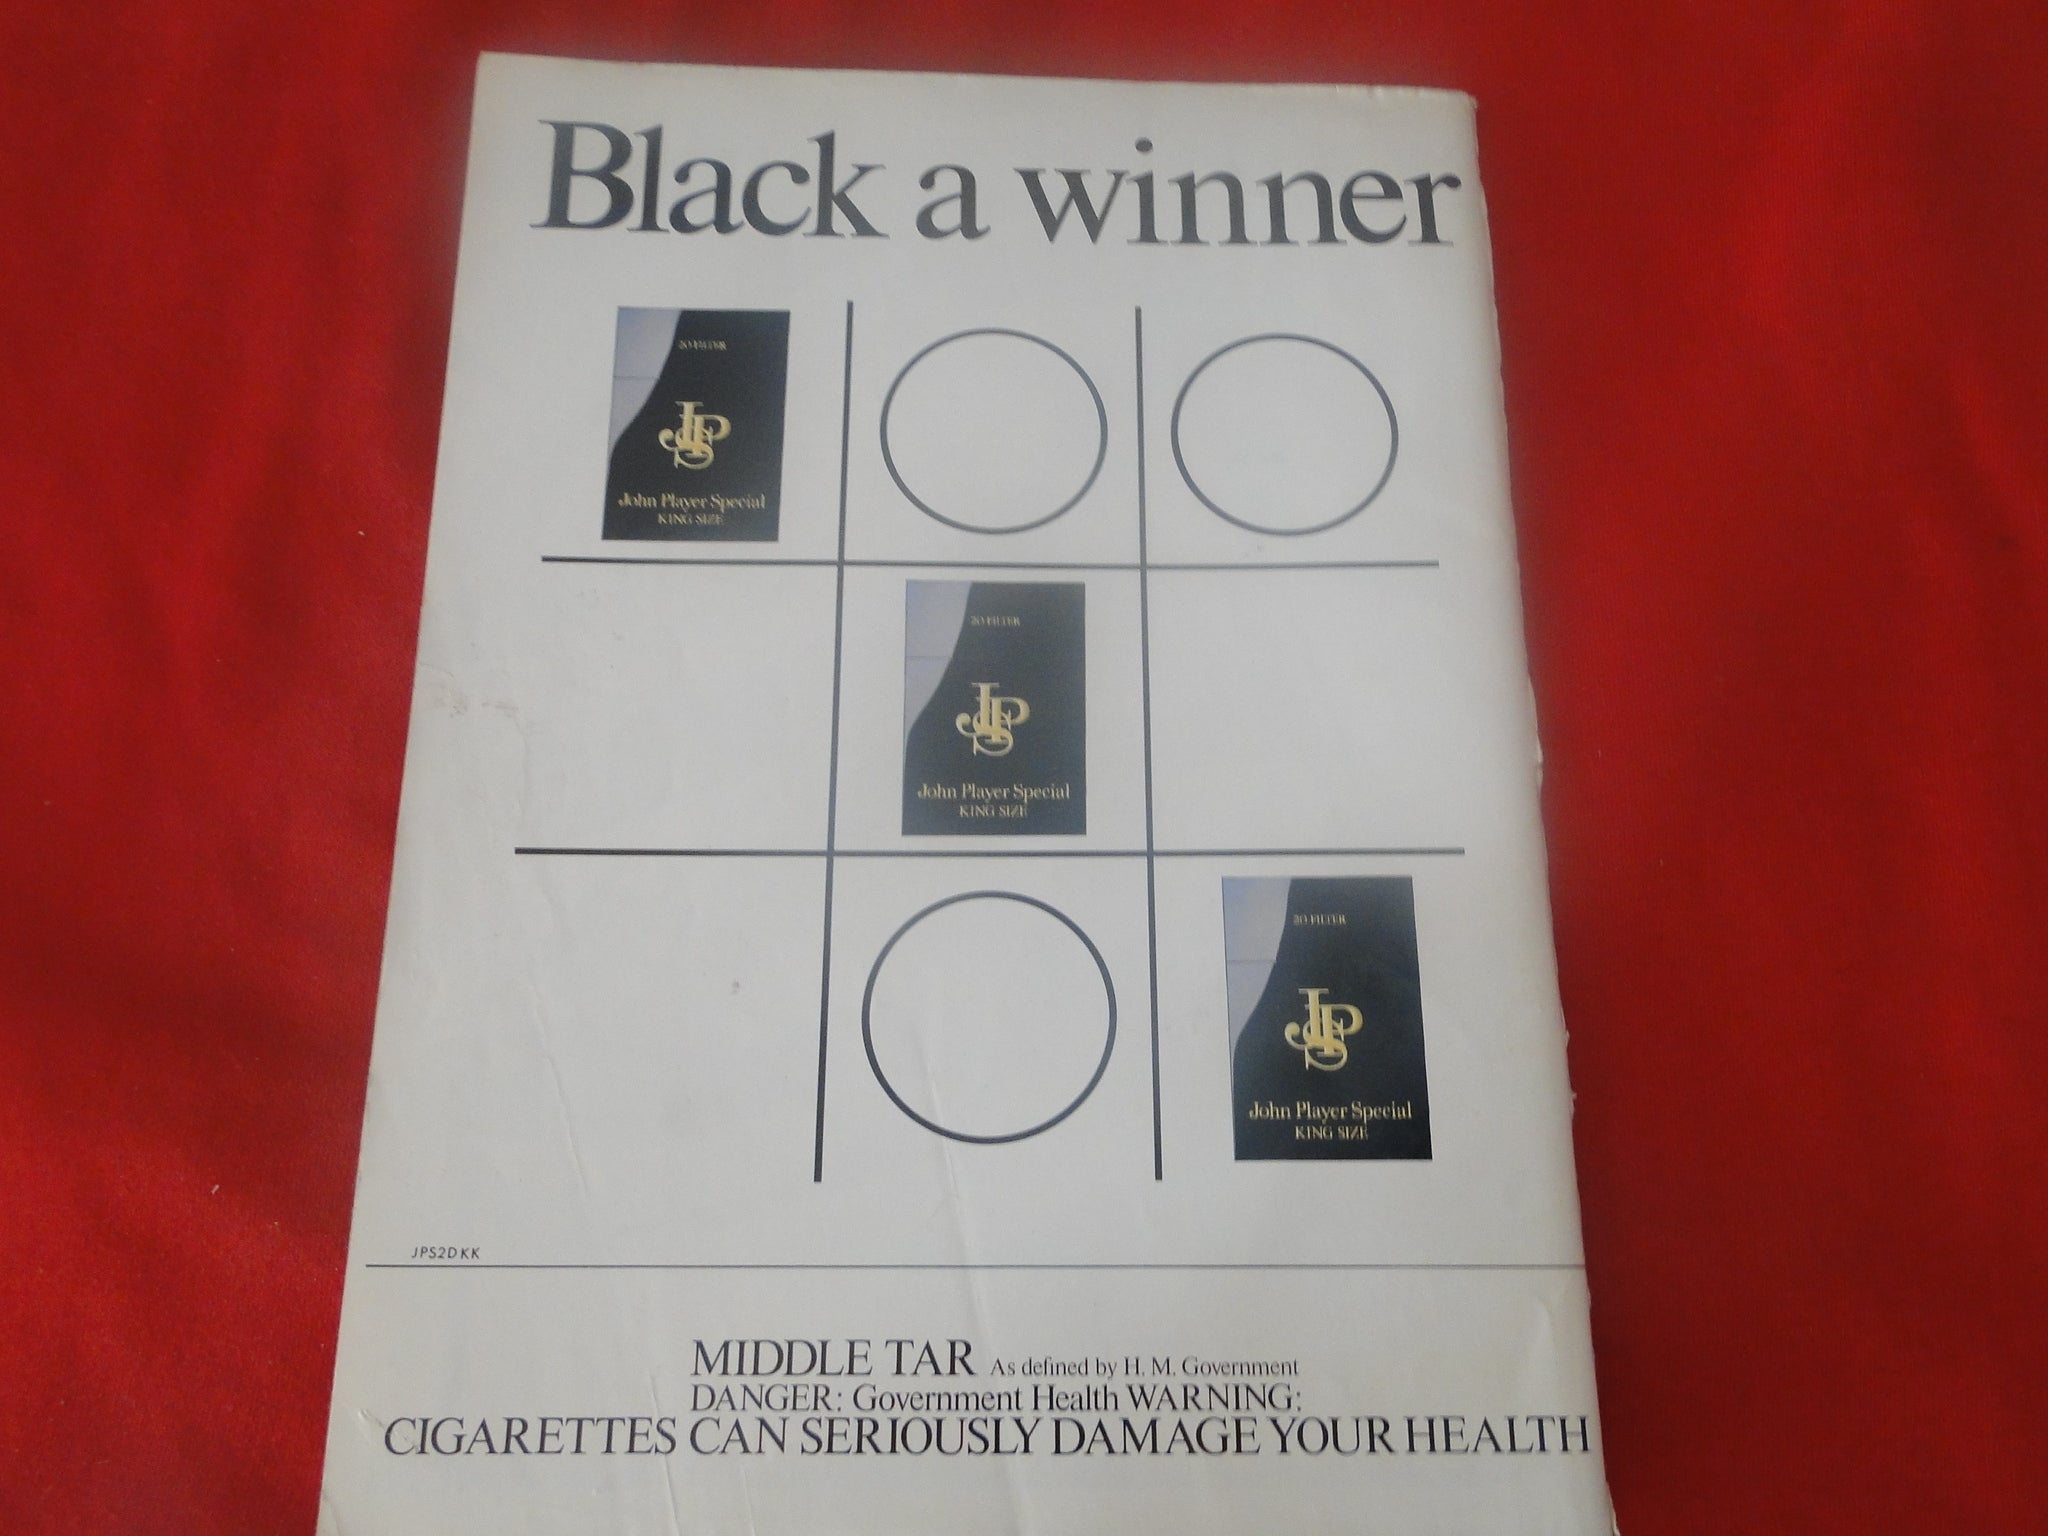 Black a winner
20 FILTER
JPS
John Player Special
KING SIZE
20 FILTER
JPS
John Player Special
KING SIZE
20 FILTER
JPS
John Player Special
KING SIZE
JPS2DKK
MIDDLE TAR As defined by H. M. Government
DANGER: Government Health WARNING:
CIGARETTES CAN SERIOUSLY DAMAGE YOUR HEALTH